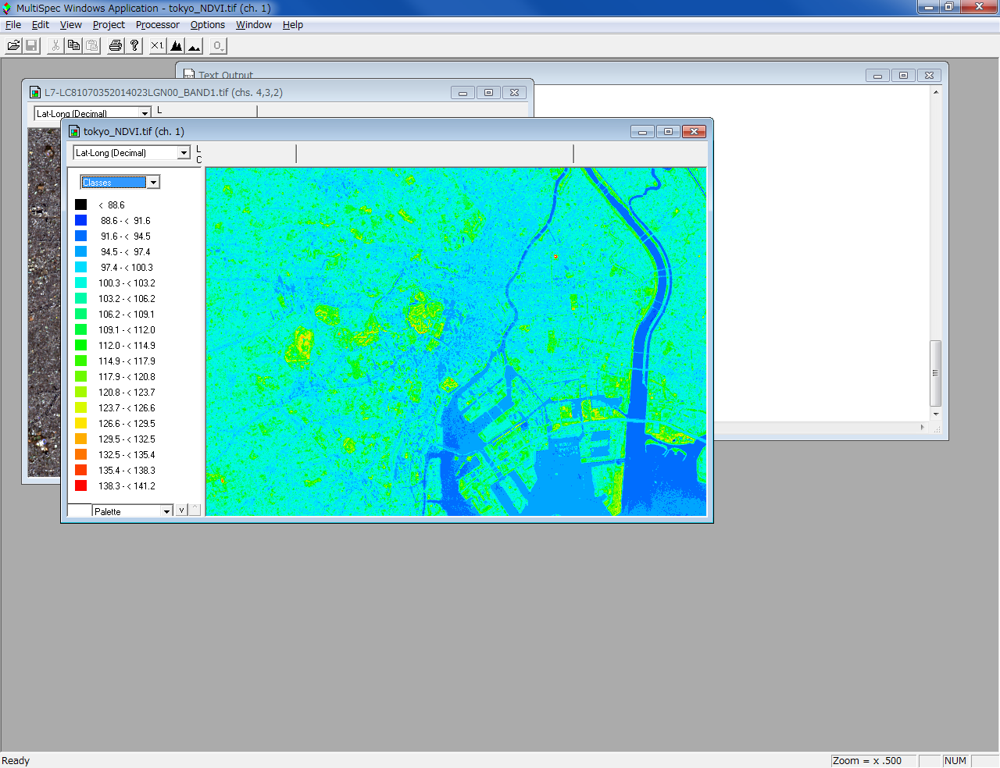 MultiSpec Windows Application - tokyo_NDVI.tif (ch. 1)
File Edit View Project Processor Options Window Help
X1.
O
Text Output
L7-LC81070352014023LGN00_BAND1.tif (chs. 4,3,2)
Lat-Long (Decimal)
L
tokyo_NDVI.tif (ch. 1)
Lat-Long (Decimal)
L
C
Classes
< 88.6
88.6 - < 91.6
91.6 - < 94.5
94.5 - < 97.4
97.4 - < 100.3
100.3 - < 103.2
103.2 - < 106.2
106.2 - < 109.1
109.1 - < 112.0
112.0 - < 114.9
114.9 - < 117.9
117.9 - < 120.8
120.8 - < 123.7
123.7 - < 126.6
126.6 - < 129.5
129.5 - < 132.5
132.5 - < 135.4
135.4 - < 138.3
138.3 - < 141.2
Palette
v
^
Ready
Zoom = x .500
NUM